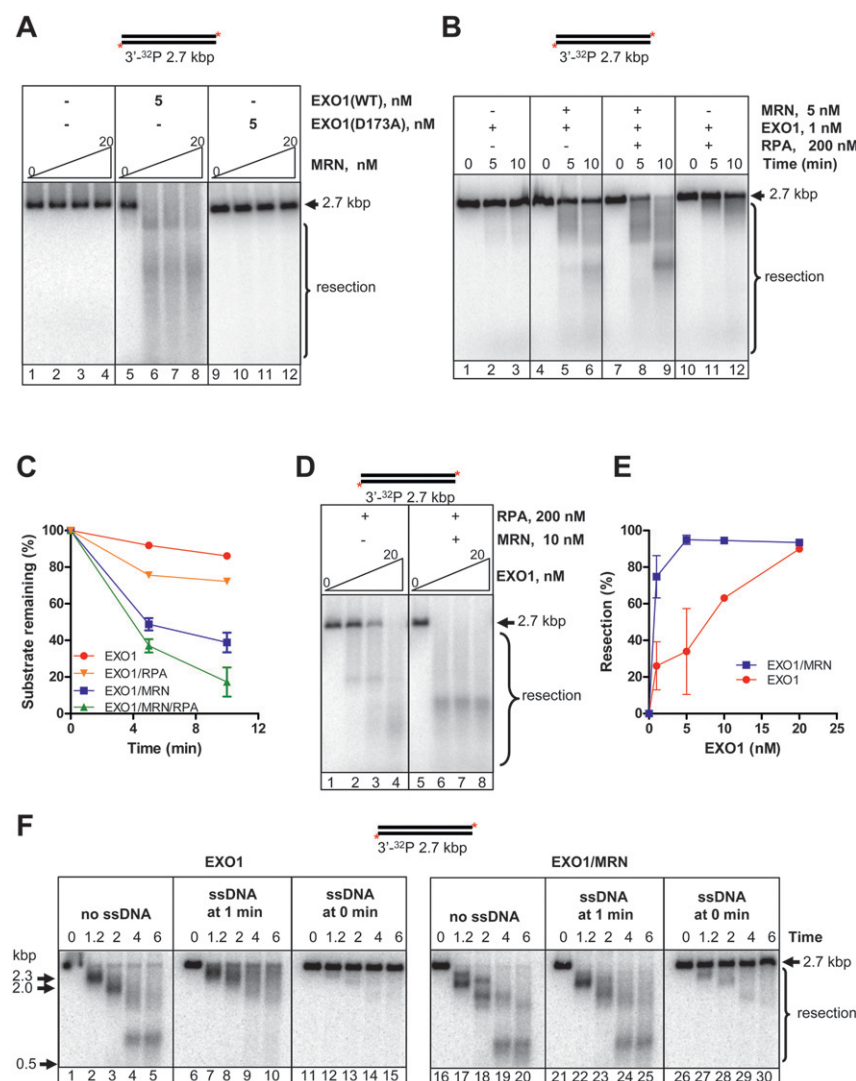 A
3'-³²P 2.7 kbp
- 5 - EXO1(WT), nM
- - 5 EXO1(D173A), nM
20 20 20
0 0 0 MRN, nM
2.7 kbp
resection
1 2 3 4 5 6 7 8 9 10 11 12
B
3'-³²P 2.7 kbp
- + + - MRN, 5 nM
+ + + + EXO1, 1 nM
- - + + RPA, 200 nM
0 5 10 0 5 10 0 5 10 0 5 10 Time (min)
2.7 kbp
resection
1 2 3 4 5 6 7 8 9 10 11 12
C
Substrate remaining (%)
100
80
60
40
20
0
EXO1
EXO1/RPA
EXO1/MRN
EXO1/MRN/RPA
0 4 8 12
Time (min)
D
3'-³²P 2.7 kbp
+ + RPA, 200 nM
- + MRN, 10 nM
20 20
0 0 EXO1, nM
2.7 kbp
resection
1 2 3 4 5 6 7 8
E
Resection (%)
100
80
60
40
20
0
EXO1/MRN
EXO1
0 5 10 15 20 25
EXO1 (nM)
F
3'-³²P 2.7 kbp
EXO1
no ssDNA
ssDNA
at 1 min
ssDNA
at 0 min
0 1.2 2 4 6 0 1.2 2 4 6 0 1.2 2 4 6
kbp
2.3
2.0
0.5
1 2 3 4 5 6 7 8 9 10 11 12 13 14 15
EXO1/MRN
no ssDNA
ssDNA
at 1 min
ssDNA
at 0 min
0 1.2 2 4 6 0 1.2 2 4 6 0 1.2 2 4 6 Time
2.7 kbp
resection
16 17 18 19 20 21 22 23 24 25 26 27 28 29 30